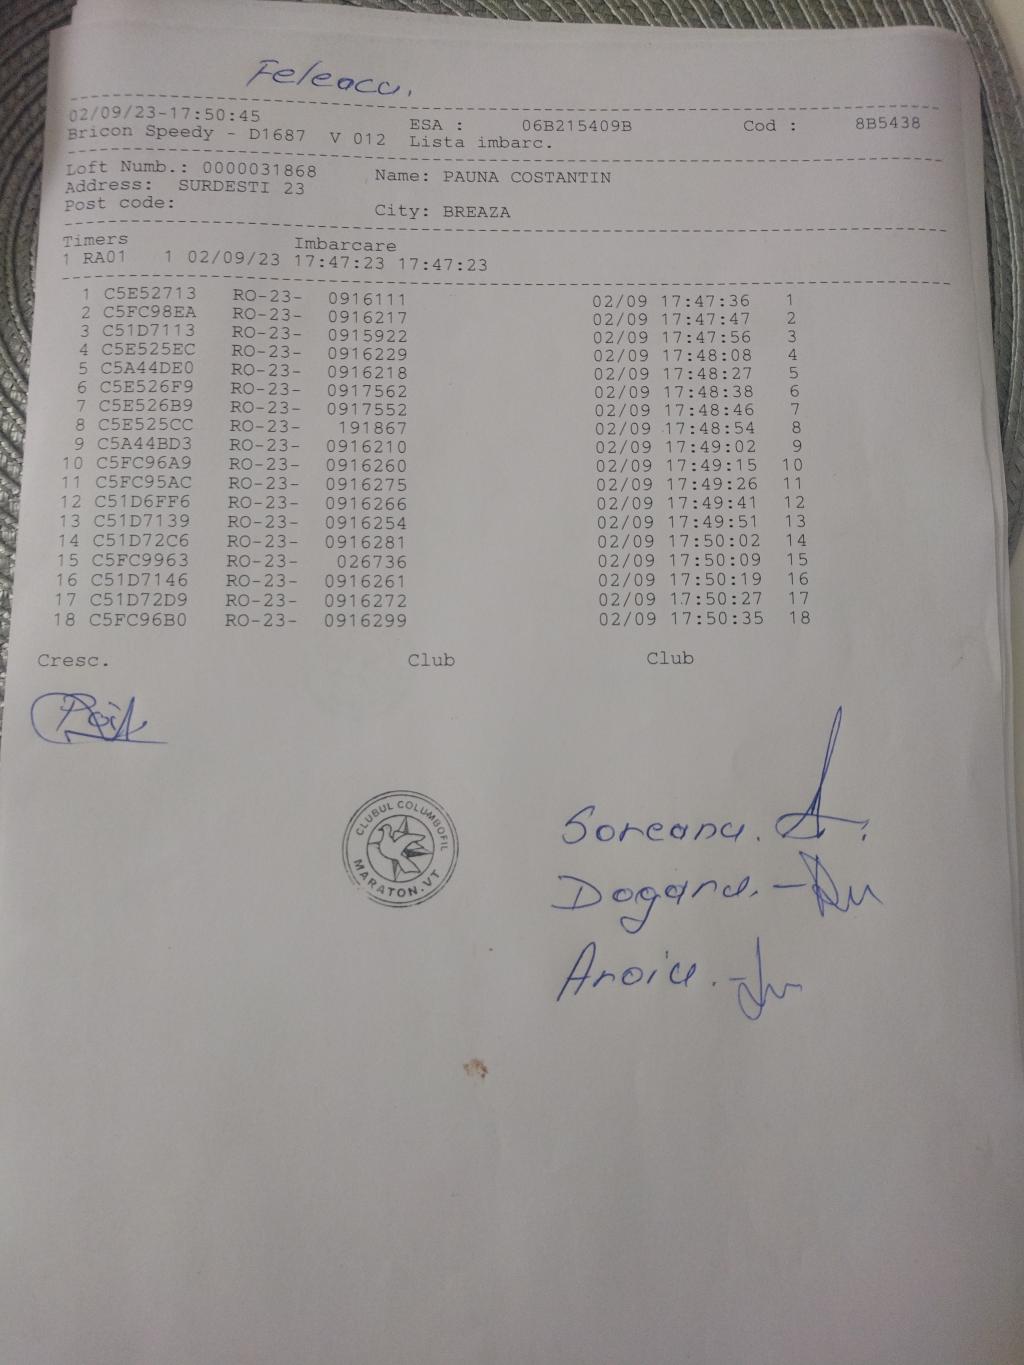 Feleacu.
02/09/23-17:50:45 ESA : 06B215409B Cod : 8B5438
Bricon Speedy - D1687 V 012 Lista imbarc.
Loft Numb.: 0000031868 Name: PAUNA COSTANTIN
Address: SURDESTI 23
Post code: City: BREAZA
Timers Imbarcare
1 RA01 1 02/09/23 17:47:23 17:47:23
1 C5E52713 RO-23- 0916111 02/09 17:47:36 1
2 C5FC98EA RO-23- 0916217 02/09 17:47:47 2
3 C51D7113 RO-23- 0915922 02/09 17:47:56 3
4 C5E525EC RO-23- 0916229 02/09 17:48:08 4
5 C5A44DE0 RO-23- 0916218 02/09 17:48:27 5
6 C5E526F9 RO-23- 0917562 02/09 17:48:38 6
7 C5E526B9 RO-23- 0917552 02/09 17:48:46 7
8 C5E525CC RO-23- 191867 02/09 17:48:54 8
9 C5A44BD3 RO-23- 0916210 02/09 17:49:02 9
10 C5FC96A9 RO-23- 0916260 02/09 17:49:15 10
11 C5FC95AC RO-23- 0916275 02/09 17:49:26 11
12 C51D6FF6 RO-23- 0916266 02/09 17:49:41 12
13 C51D7139 RO-23- 0916254 02/09 17:49:51 13
14 C51D72C6 RO-23- 0916281 02/09 17:50:02 14
15 C5FC9963 RO-23- 026736 02/09 17:50:09 15
16 C51D7146 RO-23- 0916261 02/09 17:50:19 16
17 C51D72D9 RO-23- 0916272 02/09 17:50:27 17
18 C5FC96B0 RO-23- 0916299 02/09 17:50:35 18
Cresc. Club Club
CLUBUL COLUMBOFIL
MARATON.VT
Soreanu.
Dogaru.